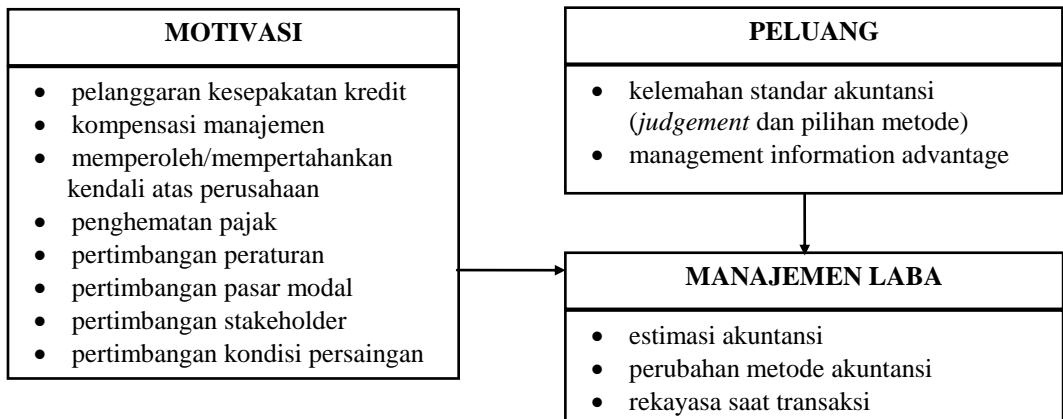 MOTIVASI
• pelanggaran kesepakatan kredit
• kompensasi manajemen
• memperoleh/mempertahankan
kendali atas perusahaan
• penghematan pajak
• pertimbangan peraturan
• pertimbangan pasar modal
• pertimbangan stakeholder
• pertimbangan kondisi persaingan
PELUANG
• kelemahan standar akuntansi
(judgement dan pilihan metode)
• management information advantage
MANAJEMEN LABA
• estimasi akuntansi
• perubahan metode akuntansi
• rekayasa saat transaksi